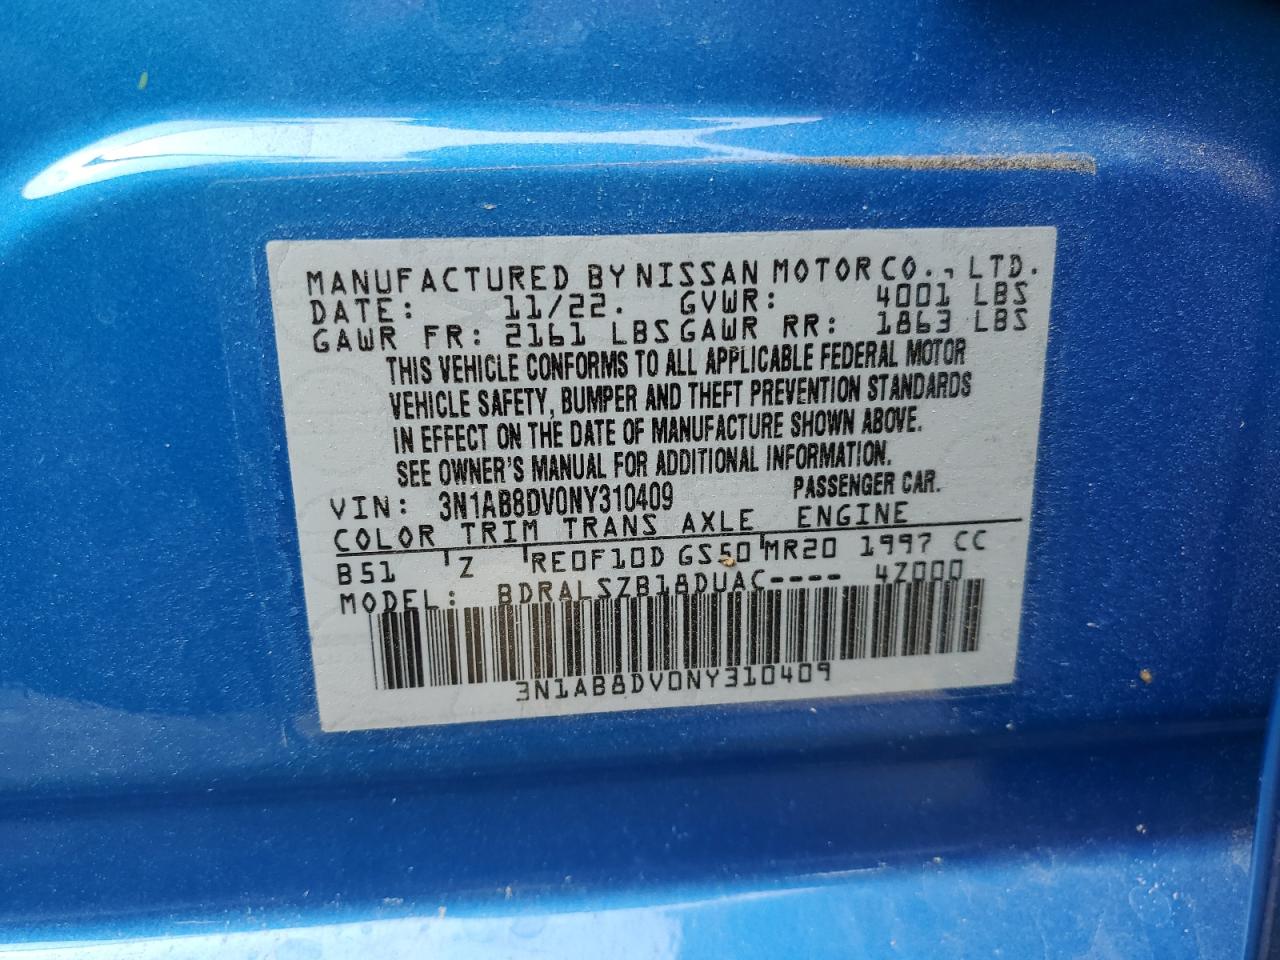 MANUFACTURED BY NISSAN MOTOR CO., LTD.
DATE: 11/22. GVWR: 4001 LBS
GAWR FR: 2161 LBS GAWR RR: 1863 LBS
THIS VEHICLE CONFORMS TO ALL APPLICABLE FEDERAL MOTOR
VEHICLE SAFETY, BUMPER AND THEFT PREVENTION STANDARDS
IN EFFECT ON THE DATE OF MANUFACTURE SHOWN ABOVE.
SEE OWNER'S MANUAL FOR ADDITIONAL INFORMATION.
VIN: 3N1AB8DV0NY310409 PASSENGER CAR.
COLOR TRIM TRANS AXLE ENGINE
B51 Z RE0F10D GS50 MR20 1997 CC
MODEL: BDRALSZB18DUAC---- 4Z000
3N1AB8DV0NY310409